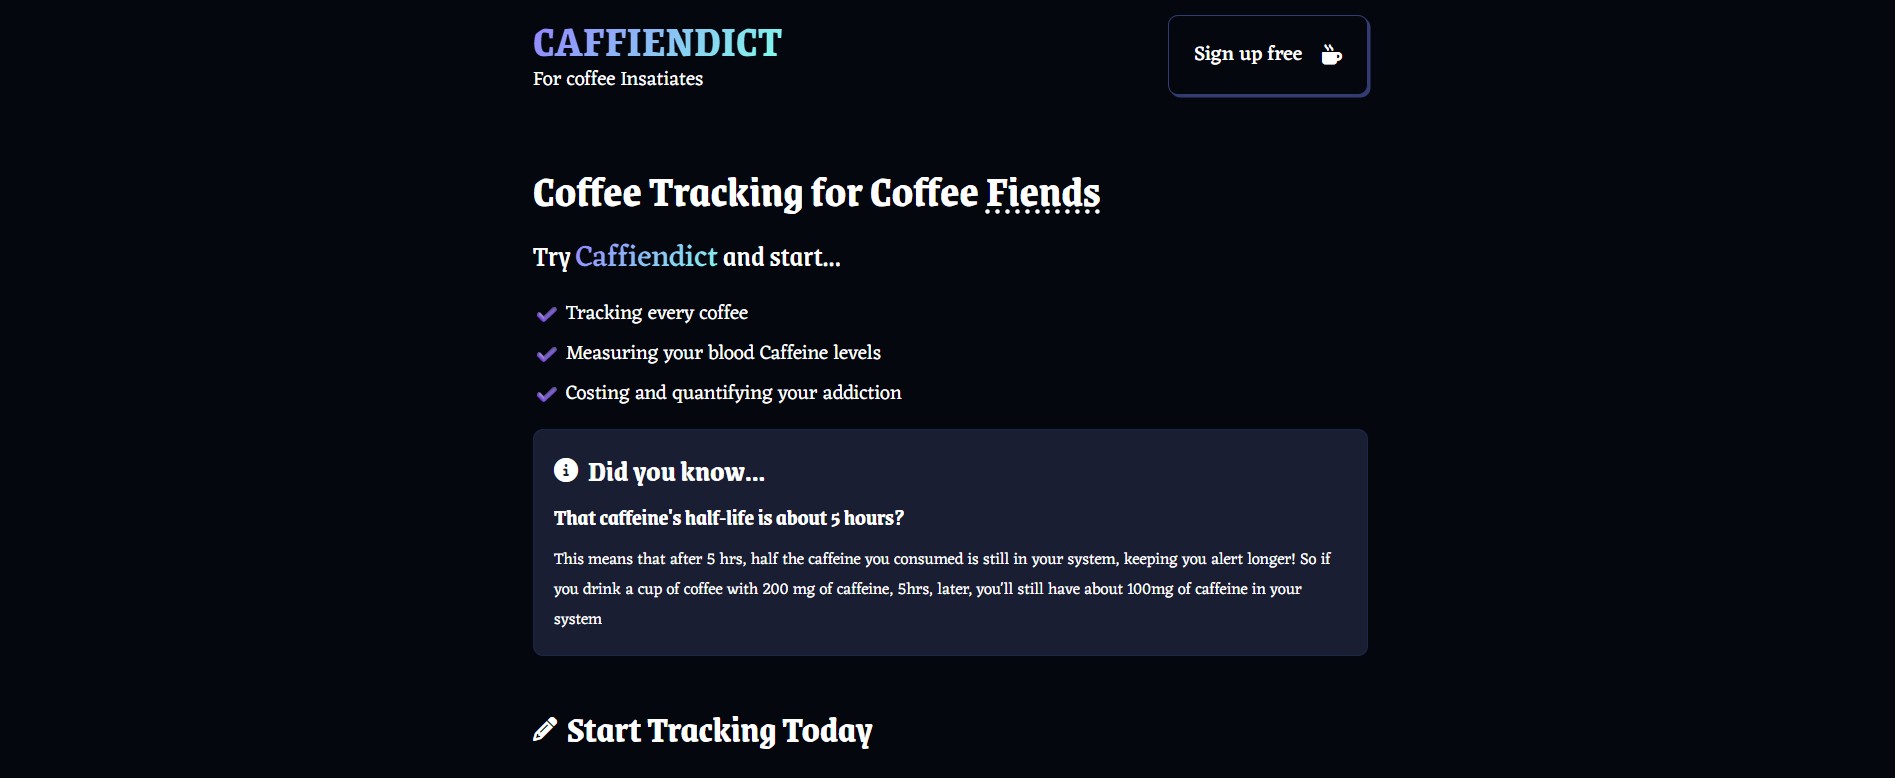 CAFFIENDICT
For coffee Insatiates
Sign up free
Coffee Tracking for Coffee Fiends
Try Caffiendict and start...
Tracking every coffee
Measuring your blood Caffeine levels
Costing and quantifying your addiction
Did you know...
That caffeine's half-life is about 5 hours?
This means that after 5 hrs, half the caffeine you consumed is still in your system, keeping you alert longer! So if
you drink a cup of coffee with 200 mg of caffeine, 5hrs, later, you'll still have about 100mg of caffeine in your
system
Start Tracking Today